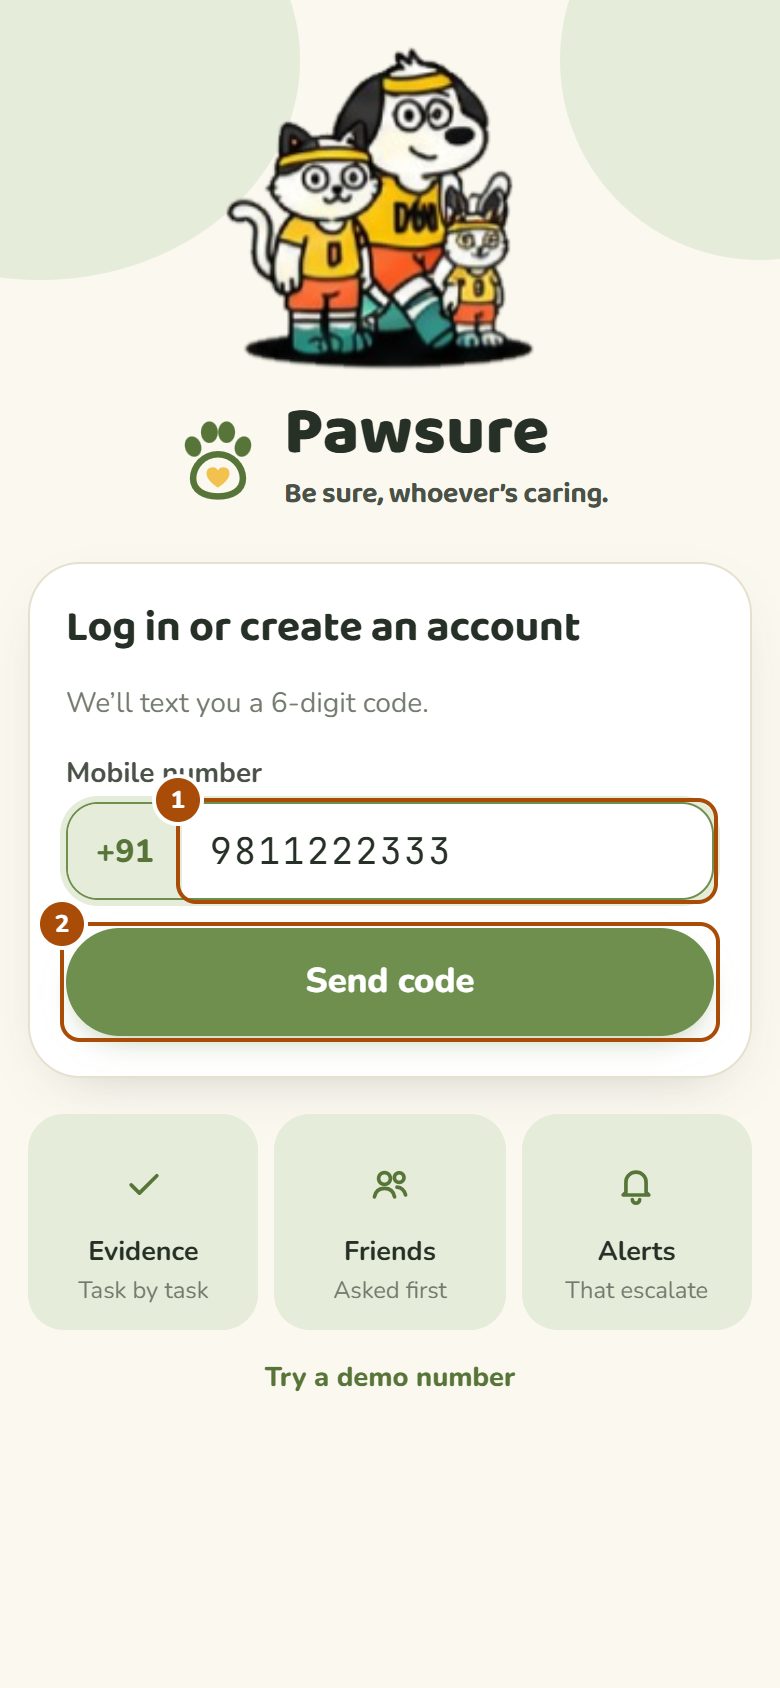 Pawsure
Be sure, whoever's caring.
Log in or create an account
We'll text you a 6-digit code.
Mobile number
1
+91 9811222333
2
Send code
Evidence
Task by task
Friends
Asked first
Alerts
That escalate
Try a demo number